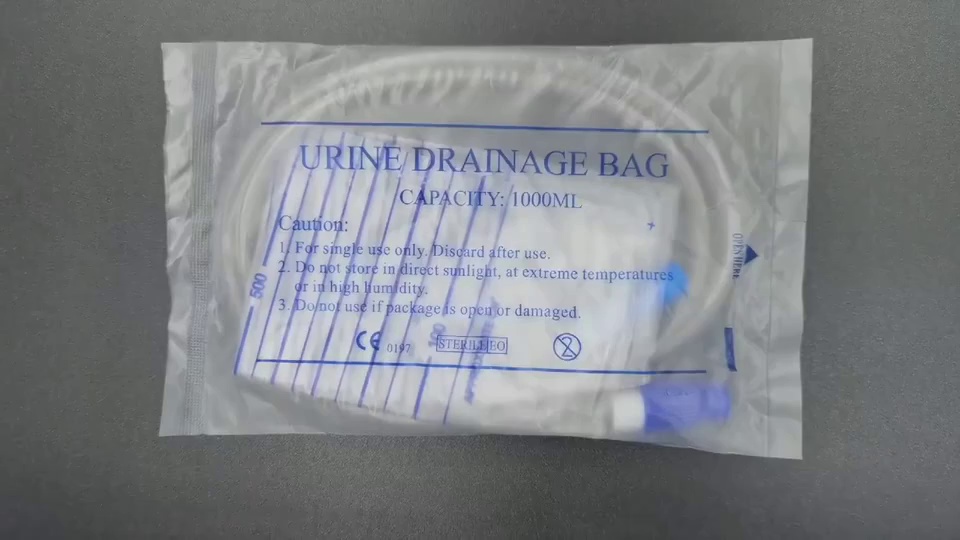 URINE DRAINAGE BAG
CAPACITY: 1000ML
Caution:
1. For single use only. Discard after use.
2. Do not store in direct sunlight, at extreme temperatures
or in high humidity.
3. Do not use if package is open or damaged.
CE 0197 STERILE EO 2
OPEN HERE
500
100